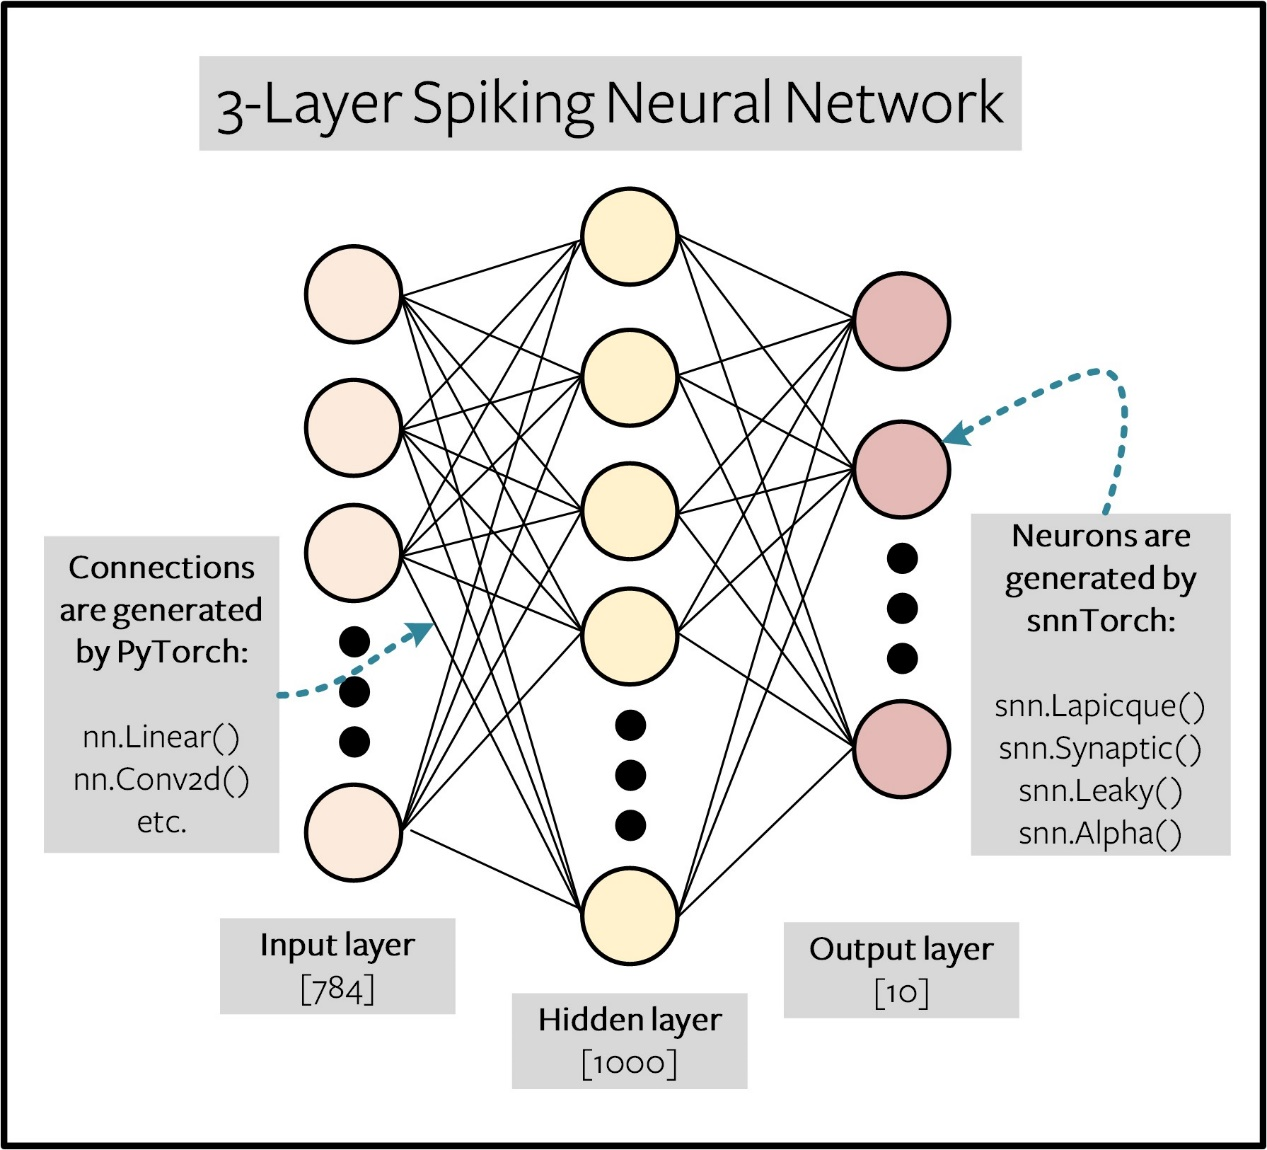 3-Layer Spiking Neural Network
Connections
are generated
by PyTorch:
nn.Linear()
nn.Conv2d()
etc.
Neurons are
generated by
snnTorch:
snn.Lapicque()
snn.Synaptic()
snn.Leaky()
snn.Alpha()
Input layer
[784]
Hidden layer
[1000]
Output layer
[10]